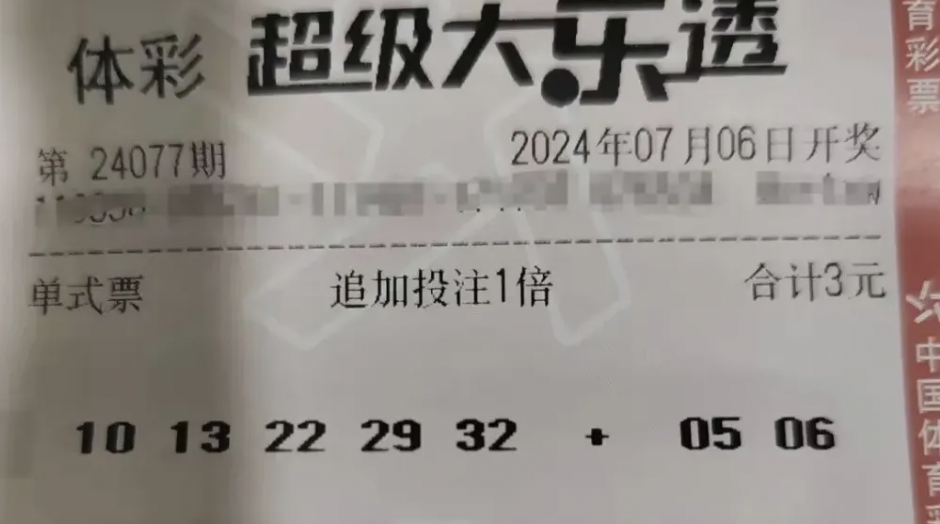 体彩 超级大乐透
第 24077期 2024年07月06日开奖
单式票 追加投注1倍 合计3元
10 13 22 29 32 + 05 06
育彩票
中国体育彩